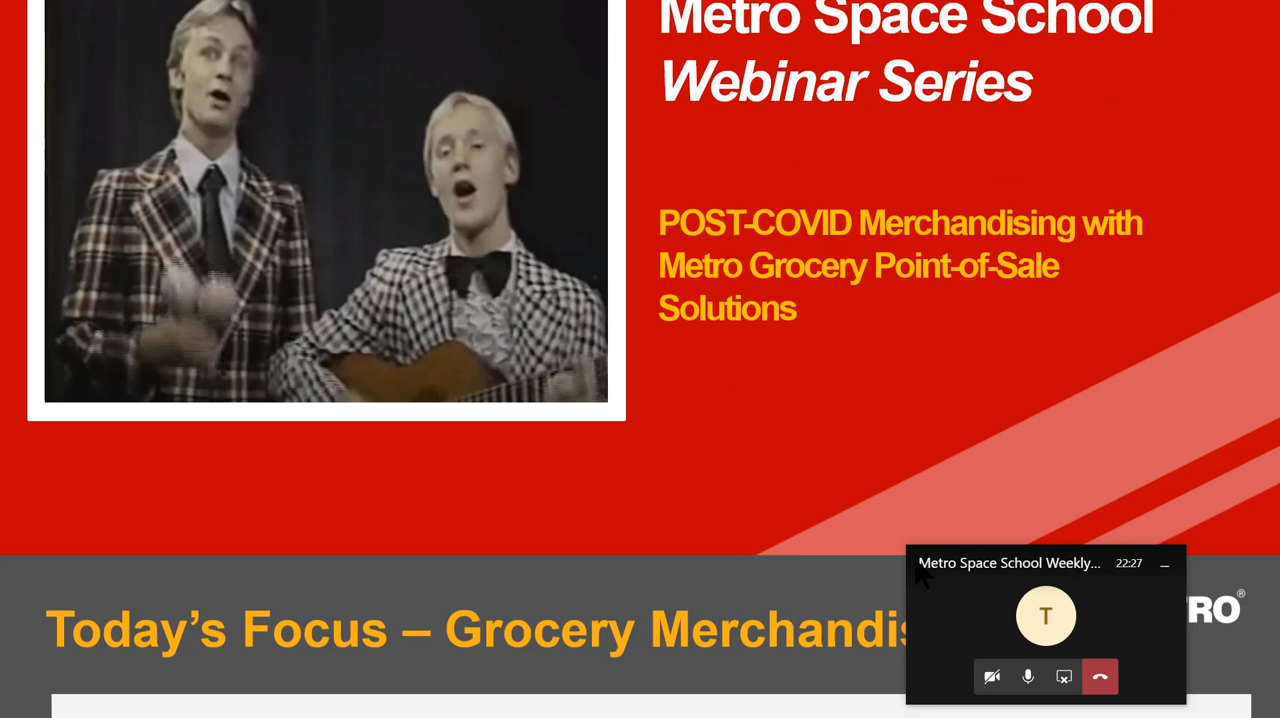 Metro Space School
Webinar Series
POST-COVID Merchandising with
Metro Grocery Point-of-Sale
Solutions
Metro Space School Weekly... 22:27
T
Today's Focus – Grocery Merchandis
RO®